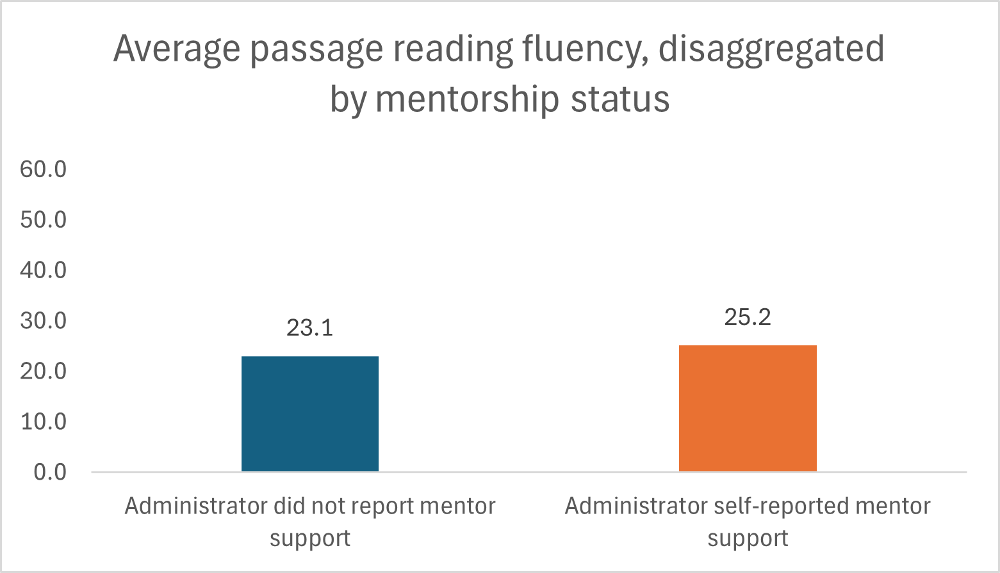 Average passage reading fluency, disaggregated
by mentorship status
60.0
50.0
40.0
30.0
20.0
10.0
0.0
23.1
25.2
Administrator did not report mentor
support
Administrator self-reported mentor
support